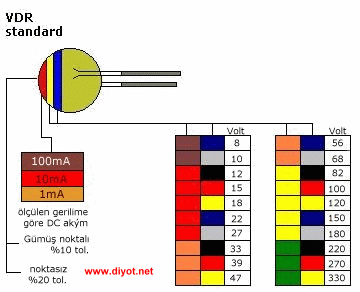 VDR
standard
100mA
10mA
1mA
ölçülen gerilime
göre DC akým
Gümüş noktalı
%10 tol.
noktasız
%20 tol.
www.diyot.net
Volt
8
10
12
15
18
22
27
33
39
47
Volt
56
68
82
100
120
150
180
220
270
330